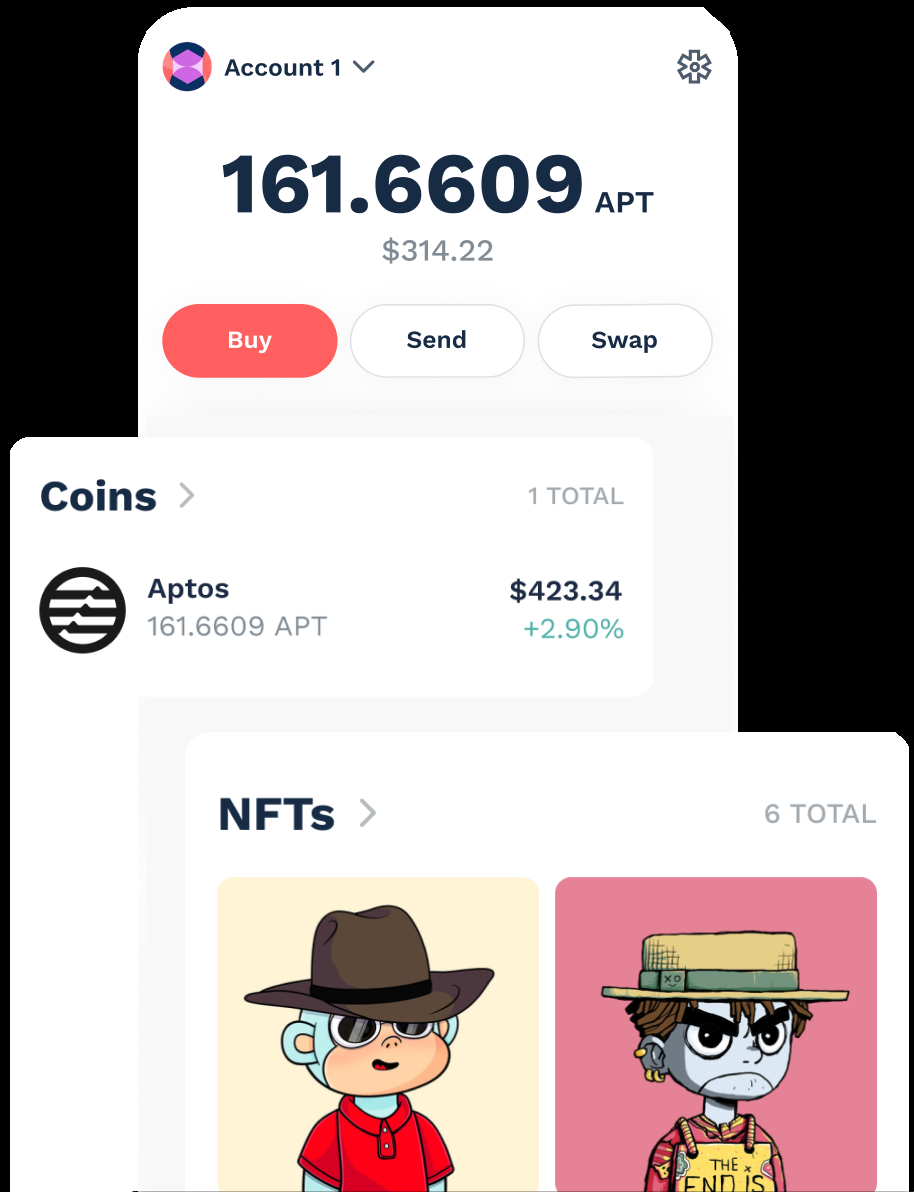 Account 1
161.6609 APT
$314.22
Buy Send Swap
Coins 1 TOTAL
Aptos $423.34
161.6609 APT +2.90%
NFTs 6 TOTAL
x o
THE x
END IS